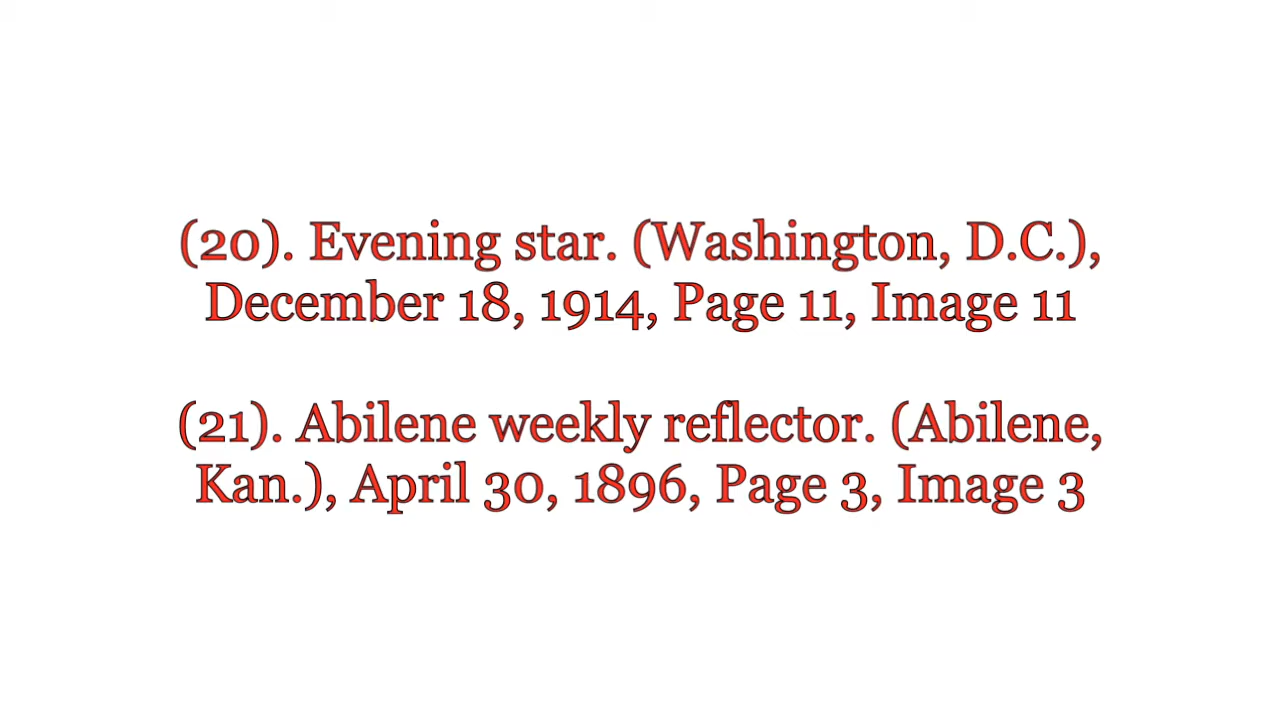 (20). Evening star. (Washington, D.C.),
December 18, 1914, Page 11, Image 11
(21). Abilene weekly reflector. (Abilene,
Kan.), April 30, 1896, Page 3, Image 3